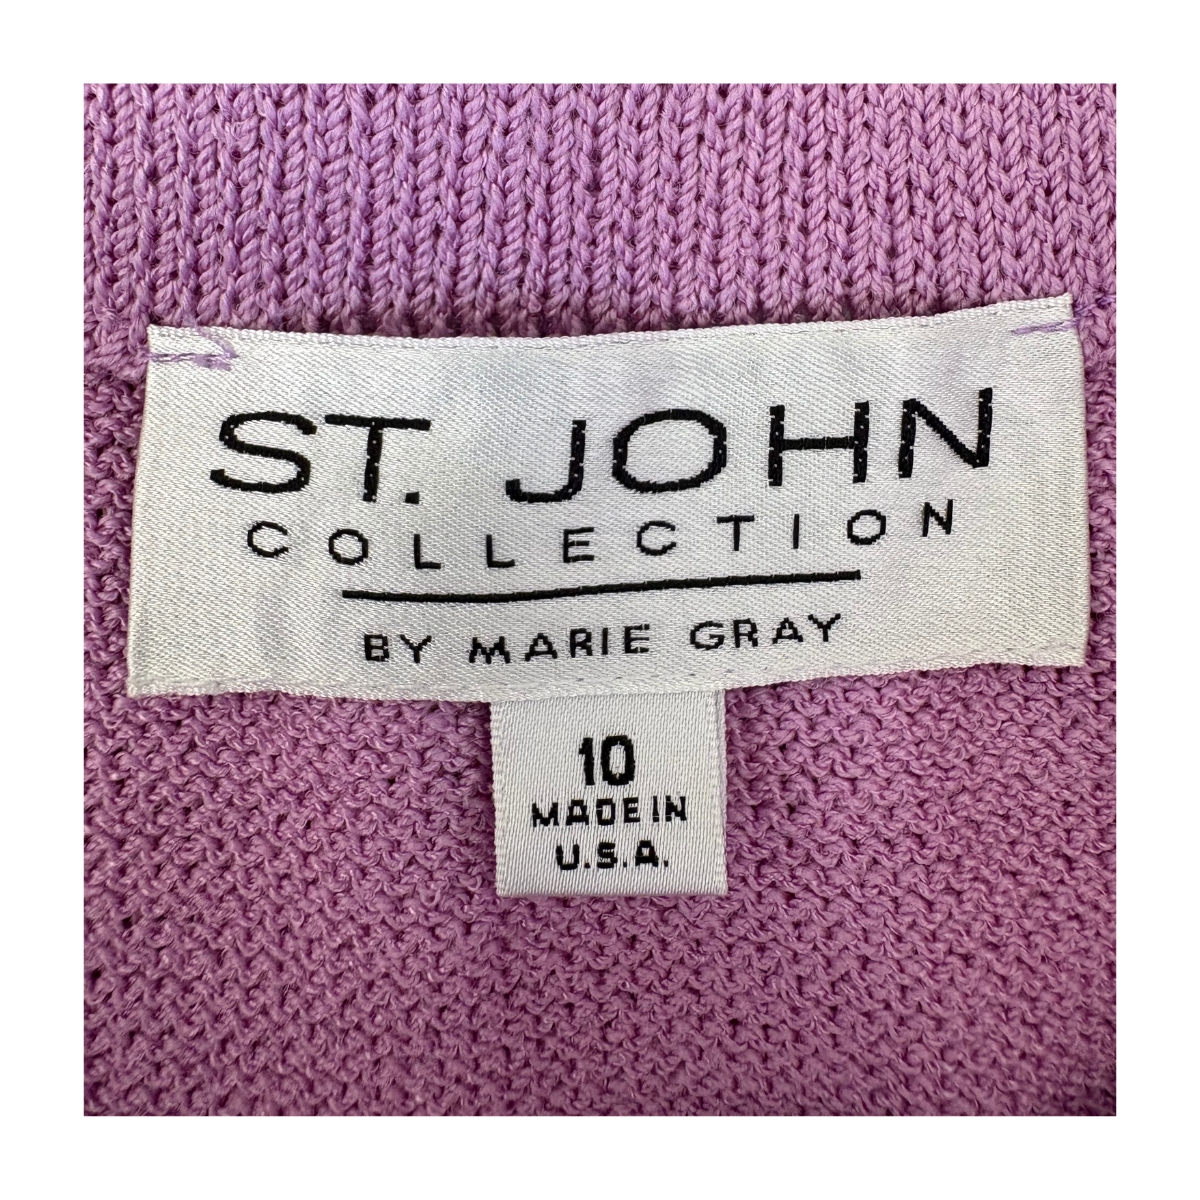 ST. JOHN
COLLECTION
BY MARIE GRAY
10
MADE IN
U.S.A.